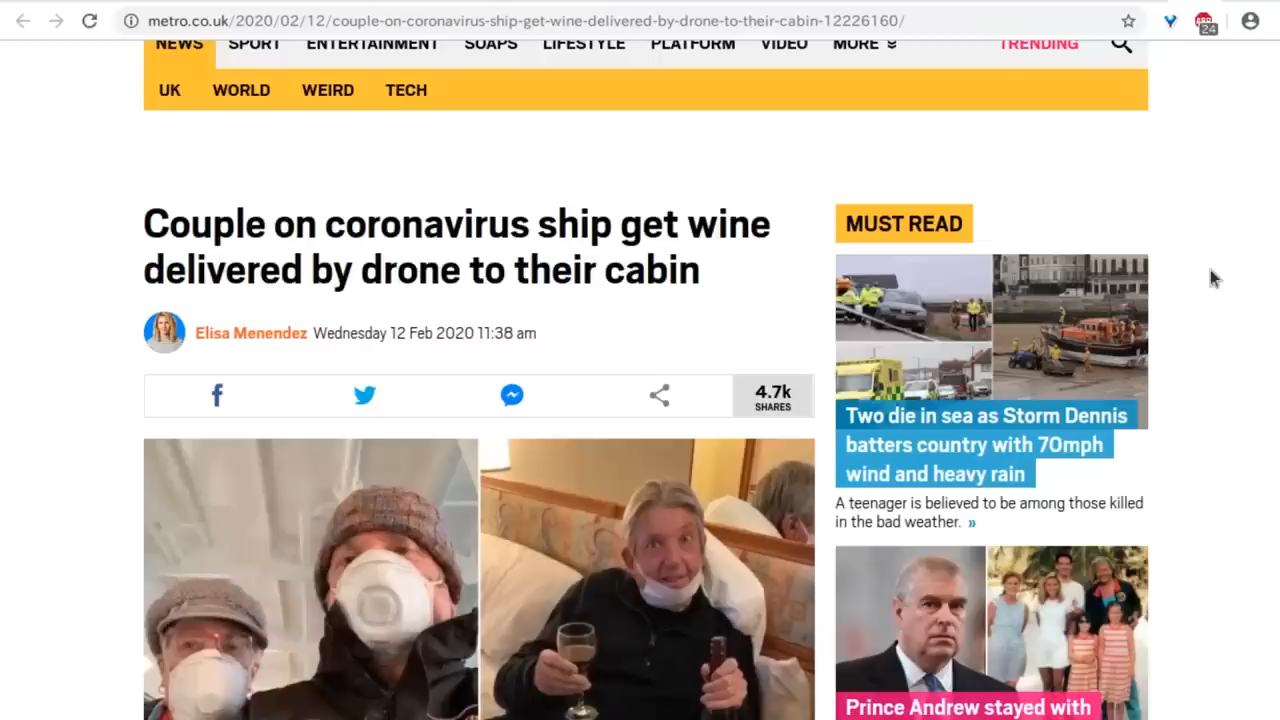 metro.co.uk/2020/02/12/couple-on-coronavirus-ship-get-wine-delivered-by-drone-to-their-cabin-12226160/
24
NEWS SPORT ENTERTAINMENT SOAPS LIFESTYLE PLATFORM VIDEO MORE TRENDING
UK WORLD WEIRD TECH
Couple on coronavirus ship get wine
delivered by drone to their cabin
Elisa Menendez Wednesday 12 Feb 2020 11:38 am
4.7k
SHARES
MUST READ
Two die in sea as Storm Dennis
batters country with 70mph
wind and heavy rain
A teenager is believed to be among those killed
in the bad weather. »
Prince Andrew stayed with